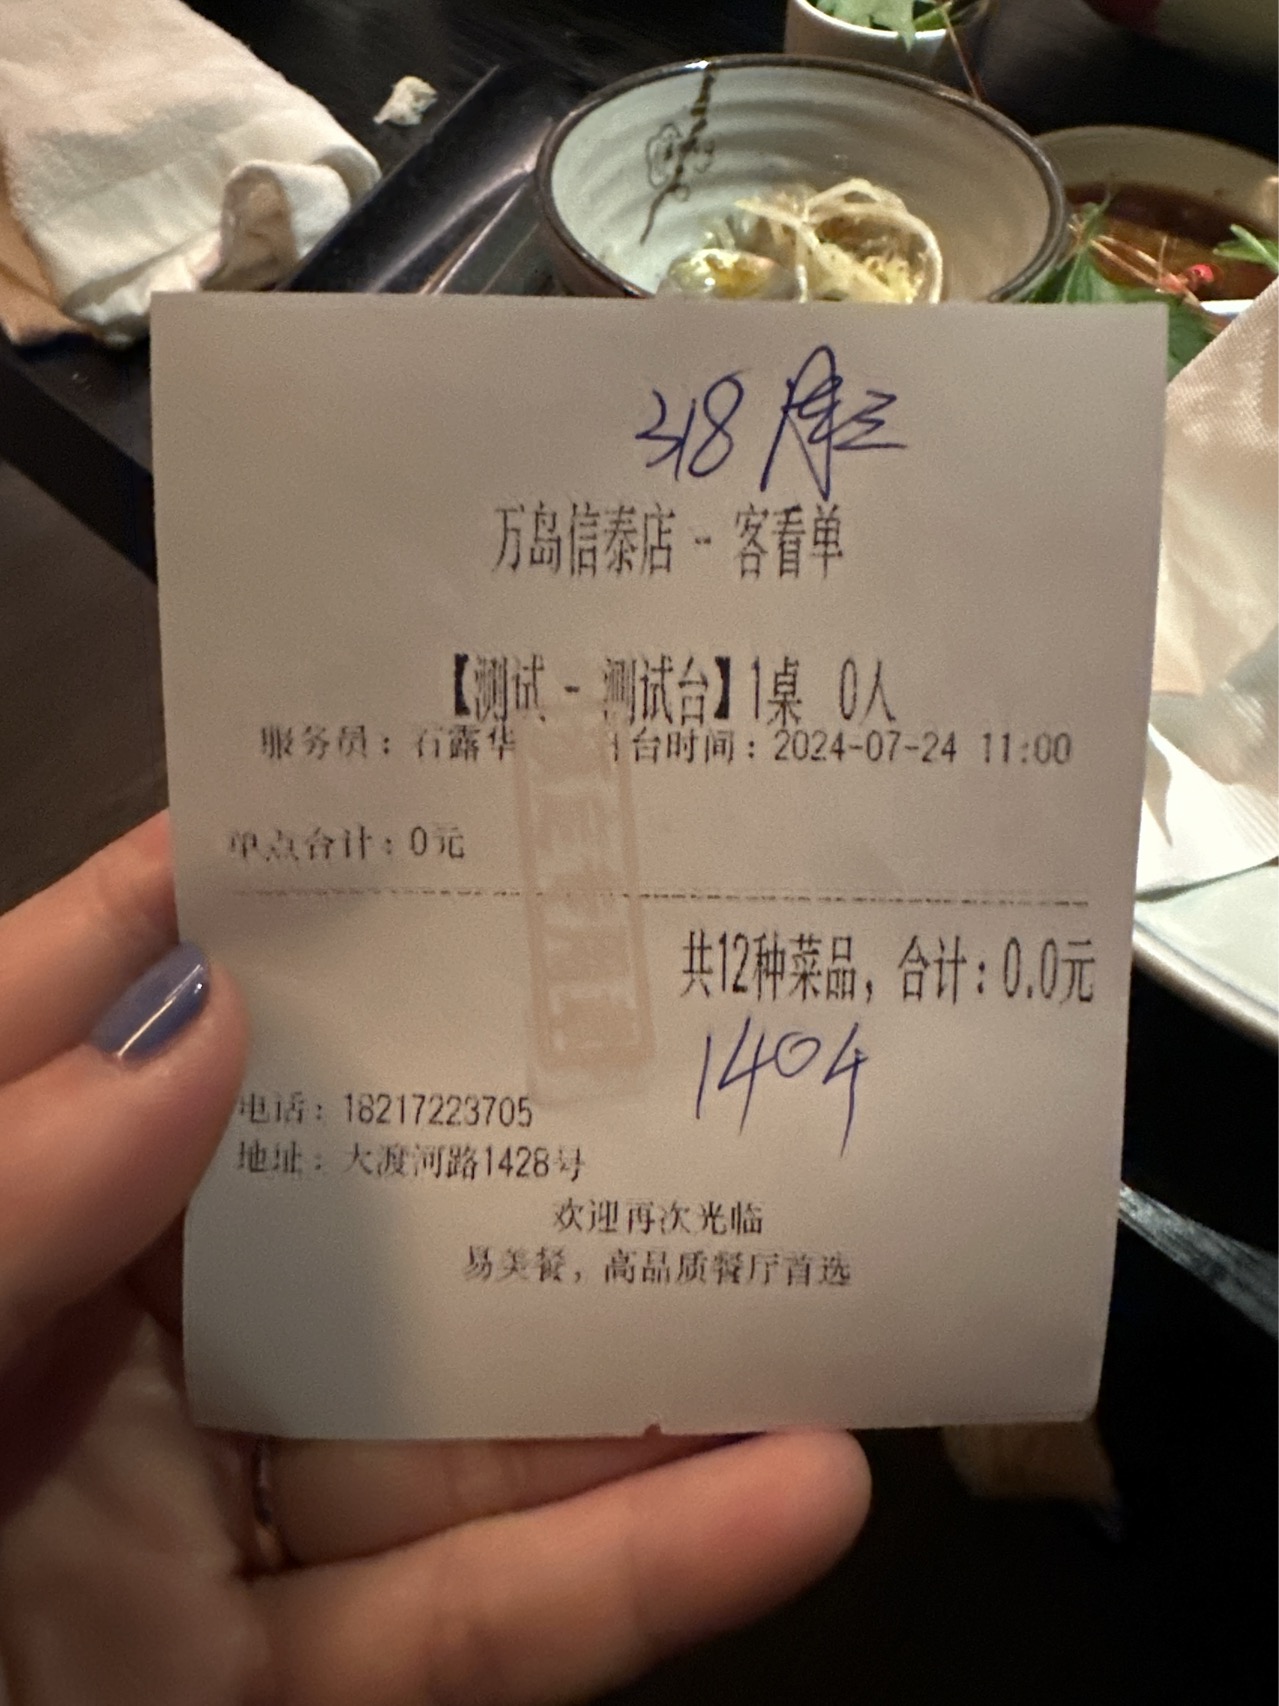 318
万岛信泰店 -- 客看单
【测试 - 测试台】1桌 0人
服务员：石露华 台时间：2024-07-24 11:00
单点合计：0元
共12种菜品，合计：0.0元
1404
电话：18217223705
地址：大渡河路1428号
欢迎再次光临
易美餐，高品质餐厅首选